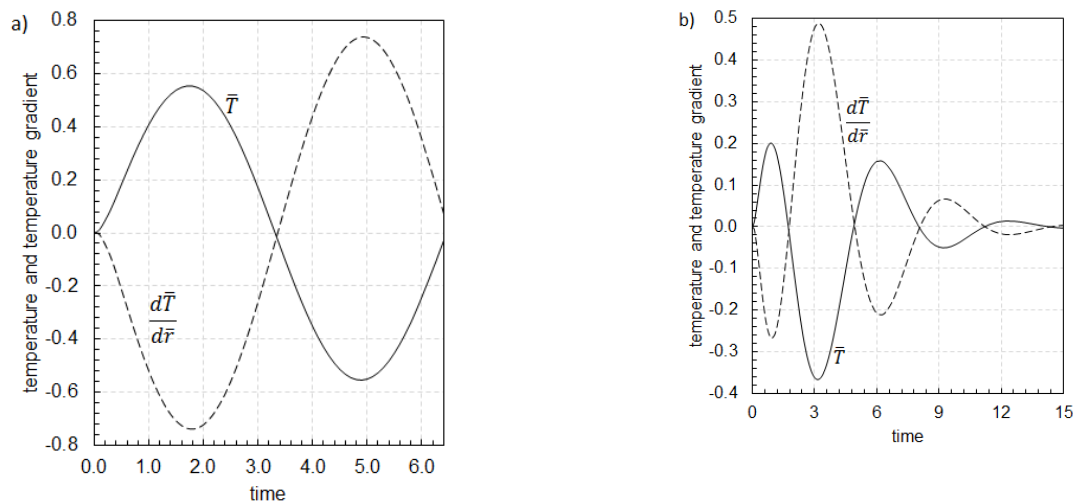 a)
temperature and temperature gradient
0.8
0.6
0.4
0.2
0.0
-0.2
-0.4
-0.6
-0.8
T̄
dT̄
dr̄
0.0 1.0 2.0 3.0 4.0 5.0 6.0
time
b)
temperature and temperature gradient
0.5
0.4
0.3
0.2
0.1
0.0
-0.1
-0.2
-0.3
-0.4
dT̄
dr̄
T̄
0 3 6 9 12 15
time